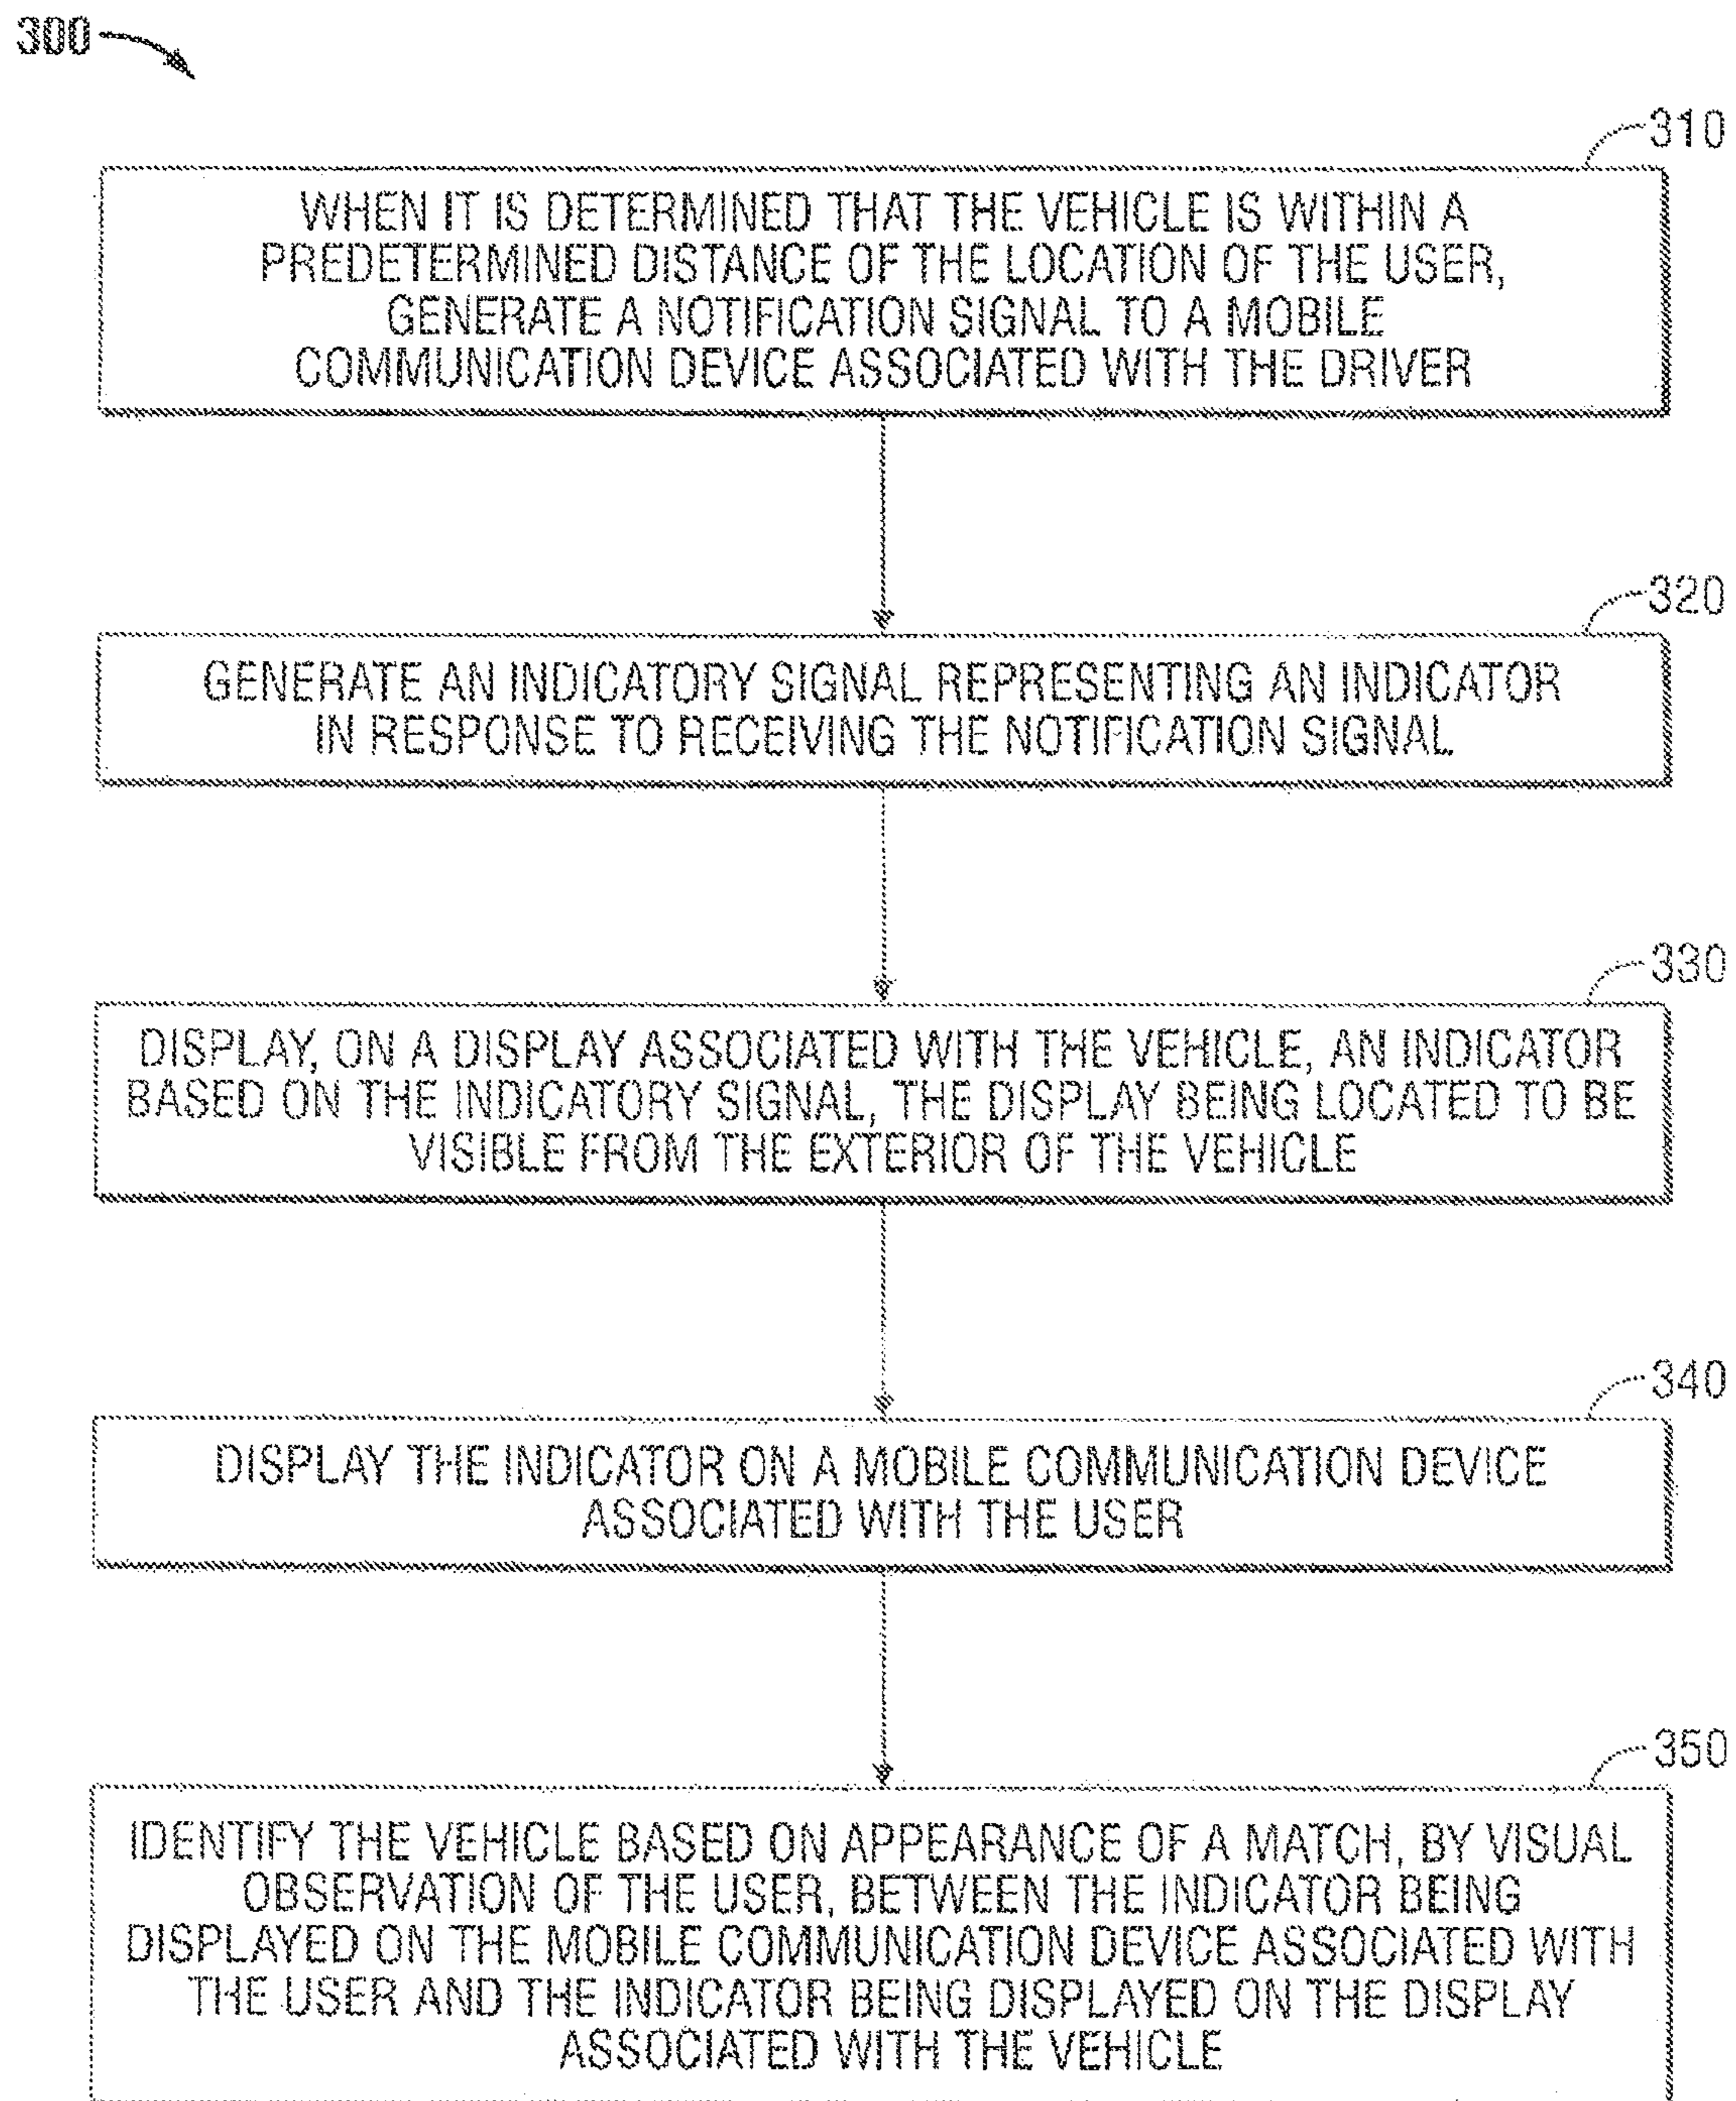 300
310
WHEN IT IS DETERMINED THAT THE VEHICLE IS WITHIN A
PREDETERMINED DISTANCE OF THE LOCATION OF THE USER,
GENERATE A NOTIFICATION SIGNAL TO A MOBILE
COMMUNICATION DEVICE ASSOCIATED WITH THE DRIVER
320
GENERATE AN INDICATORY SIGNAL REPRESENTING AN INDICATOR
IN RESPONSE TO RECEIVING THE NOTIFICATION SIGNAL
330
DISPLAY, ON A DISPLAY ASSOCIATED WITH THE VEHICLE, AN INDICATOR
BASED ON THE INDICATORY SIGNAL, THE DISPLAY BEING LOCATED TO BE
VISIBLE FROM THE EXTERIOR OF THE VEHICLE
340
DISPLAY THE INDICATOR ON A MOBILE COMMUNICATION DEVICE
ASSOCIATED WITH THE USER
350
IDENTIFY THE VEHICLE BASED ON APPEARANCE OF A MATCH, BY VISUAL
OBSERVATION OF THE USER, BETWEEN THE INDICATOR BEING
DISPLAYED ON THE MOBILE COMMUNICATION DEVICE ASSOCIATED WITH
THE USER AND THE INDICATOR BEING DISPLAYED ON THE DISPLAY
ASSOCIATED WITH THE VEHICLE